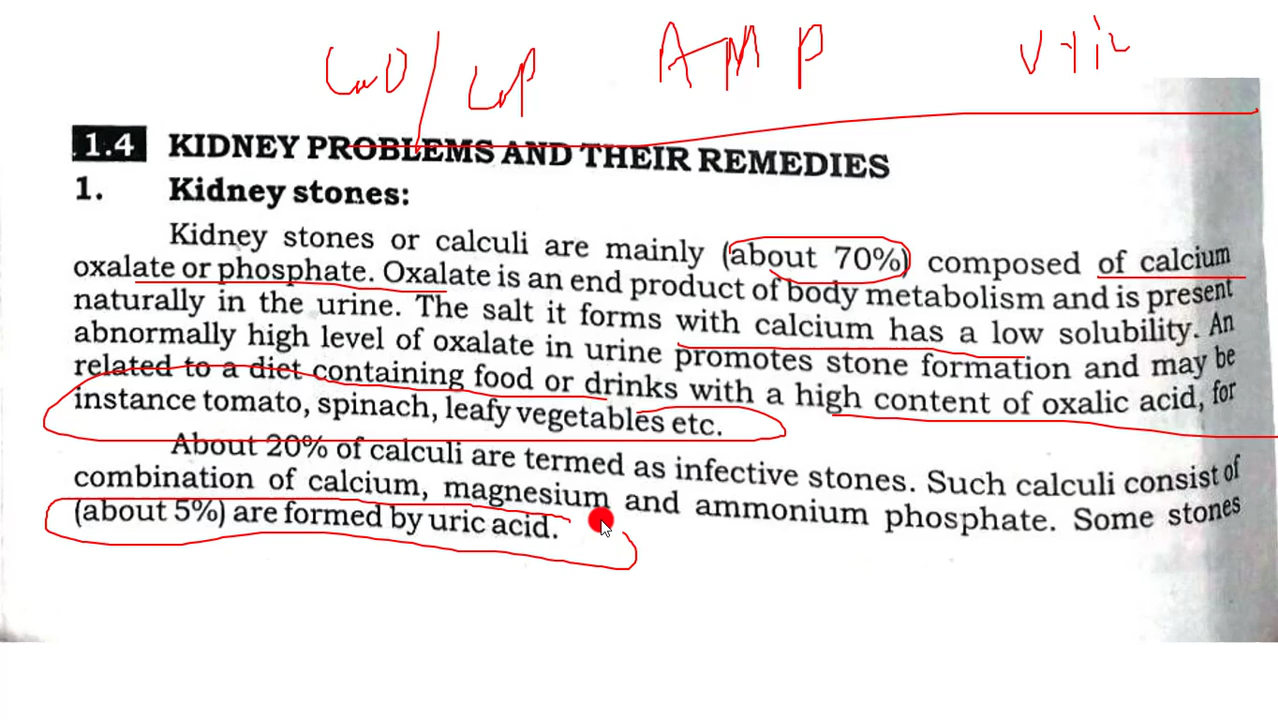 CaO/ CaP AMP Uric
1.4 KIDNEY PROBLEMS AND THEIR REMEDIES
1. Kidney stones:
Kidney stones or calculi are mainly (about 70%) composed of calcium
oxalate or phosphate. Oxalate is an end product of body metabolism and is present
naturally in the urine. The salt it forms with calcium has a low solubility. An
abnormally high level of oxalate in urine promotes stone formation and may be
related to a diet containing food or drinks with a high content of oxalic acid, for
instance tomato, spinach, leafy vegetables etc.
About 20% of calculi are termed as infective stones. Such calculi consist of
combination of calcium, magnesium and ammonium phosphate. Some stones
(about 5%) are formed by uric acid.